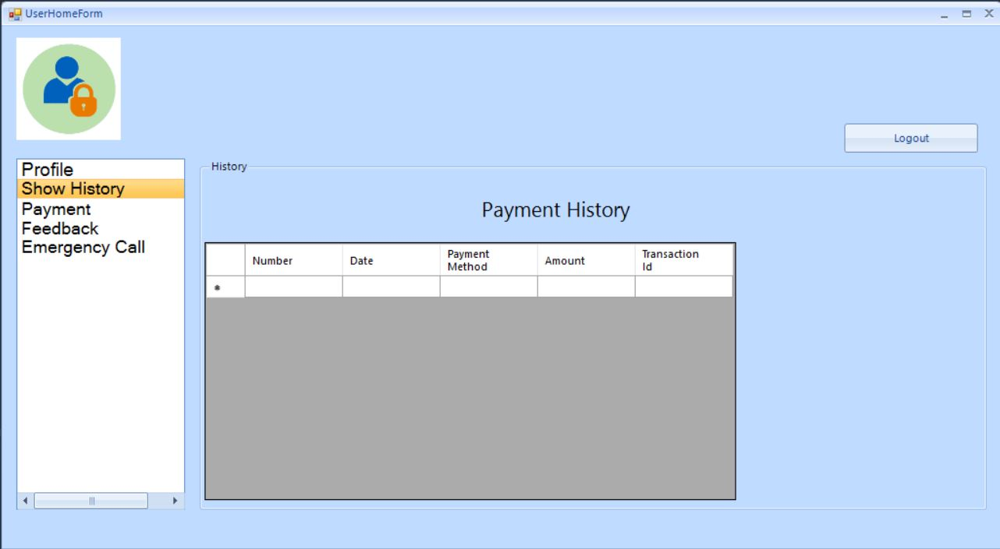 UserHomeForm
Logout
Profile
Show History
Payment
Feedback
Emergency Call
History
Payment History
Number
Date
Payment
Method
Amount
Transaction
Id